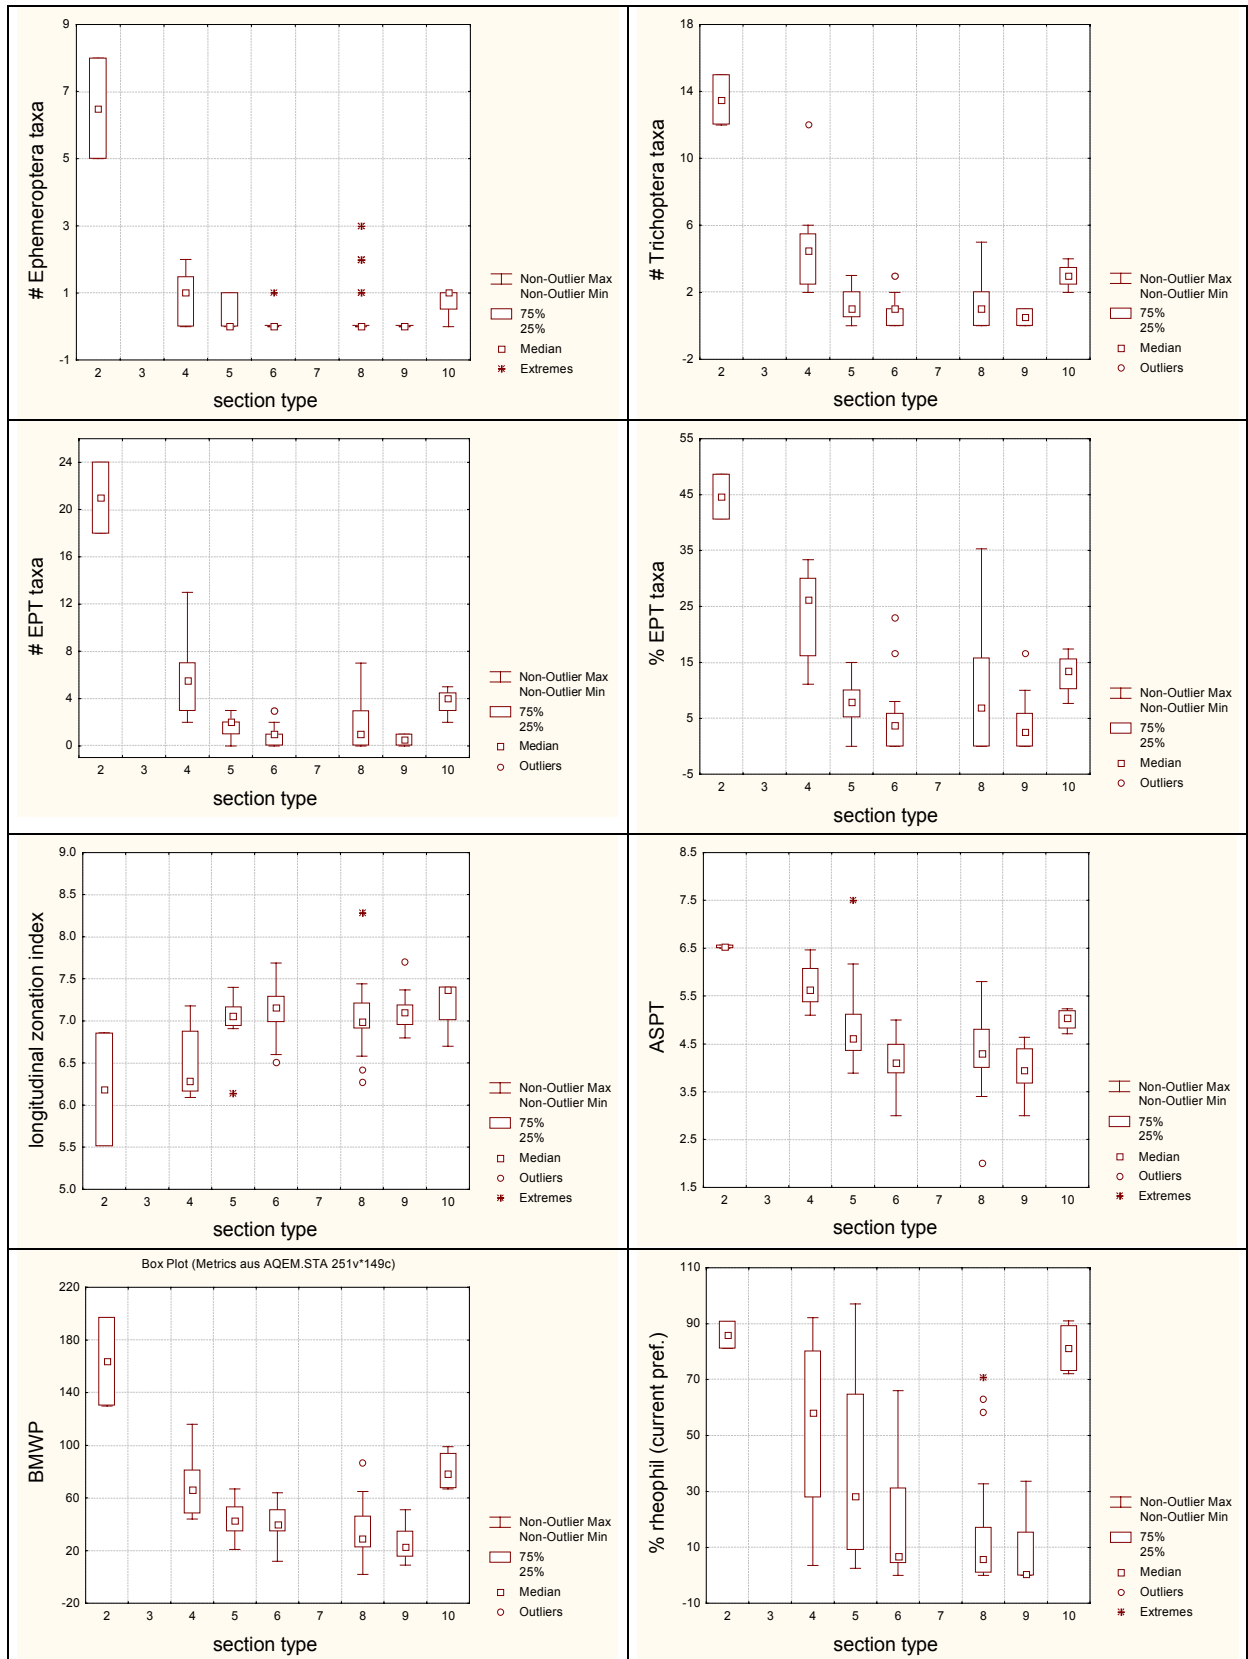 # Ephemeroptera taxa
9
7
5
3
1
-1
2 3 4 5 6 7 8 9 10
section type
Non-Outlier Max
Non-Outlier Min
75%
25%
Median
Extremes
# Trichoptera taxa
18
14
10
6
2
-2
2 3 4 5 6 7 8 9 10
section type
Non-Outlier Max
Non-Outlier Min
75%
25%
Median
Outliers
# EPT taxa
24
20
16
12
8
4
0
2 3 4 5 6 7 8 9 10
section type
Non-Outlier Max
Non-Outlier Min
75%
25%
Median
Outliers
% EPT taxa
55
45
35
25
15
5
-5
2 3 4 5 6 7 8 9 10
section type
Non-Outlier Max
Non-Outlier Min
75%
25%
Median
Outliers
longitudinal zonation index
9.0
8.5
8.0
7.5
7.0
6.5
6.0
5.5
5.0
2 3 4 5 6 7 8 9 10
section type
Non-Outlier Max
Non-Outlier Min
75%
25%
Median
Outliers
Extremes
ASPT
8.5
7.5
6.5
5.5
4.5
3.5
2.5
1.5
2 3 4 5 6 7 8 9 10
section type
Non-Outlier Max
Non-Outlier Min
75%
25%
Median
Outliers
Extremes
Box Plot (Metrics aus AQEM.STA 251v*149c)
BMWP
220
180
140
100
60
20
-20
2 3 4 5 6 7 8 9 10
section type
Non-Outlier Max
Non-Outlier Min
75%
25%
Median
Outliers
% rheophil (current pref.)
110
90
70
50
30
10
-10
2 3 4 5 6 7 8 9 10
section type
Non-Outlier Max
Non-Outlier Min
75%
25%
Median
Outliers
Extremes